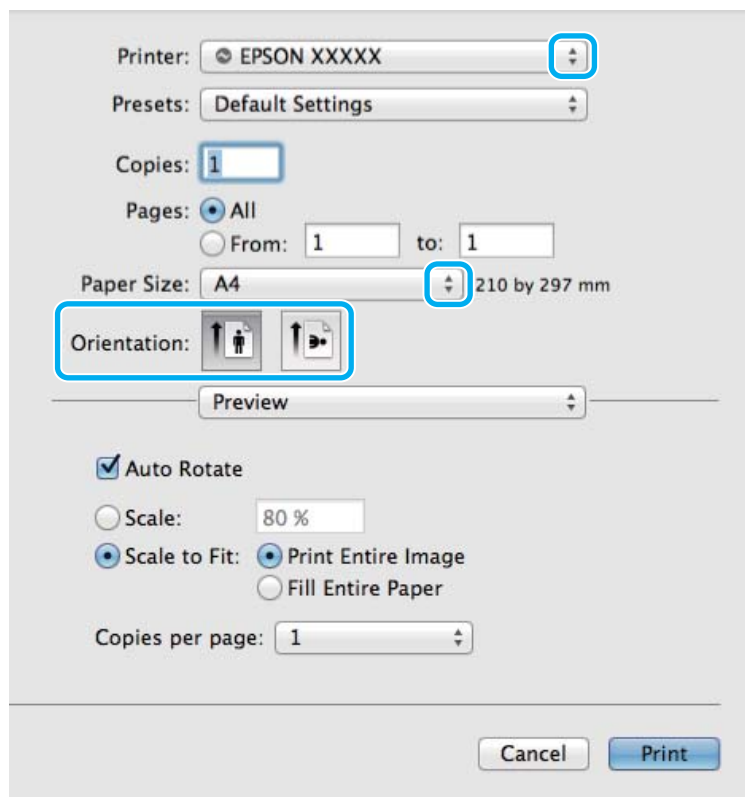 Printer: EPSON XXXXX
Presets: Default Settings
Copies: 1
Pages: All
From: 1 to: 1
Paper Size: A4 210 by 297 mm
Orientation:
Preview
Auto Rotate
Scale: 80 %
Scale to Fit: Print Entire Image
Fill Entire Paper
Copies per page: 1
Cancel Print